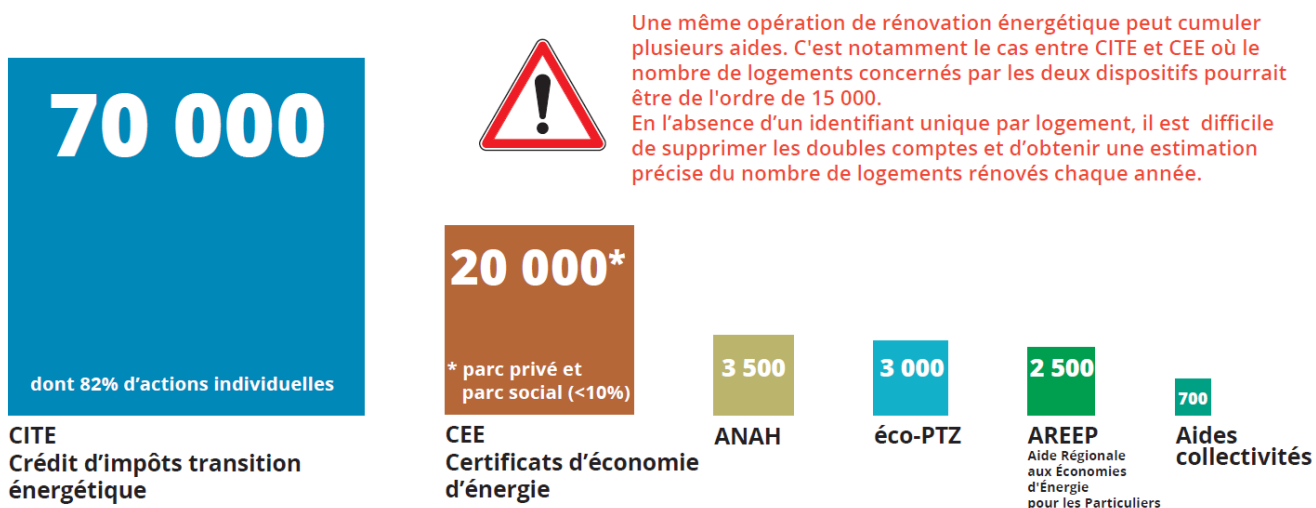 Une même opération de rénovation énergétique peut cumuler
plusieurs aides. C'est notamment le cas entre CITE et CEE où le
nombre de logements concernés par les deux dispositifs pourrait
être de l'ordre de 15 000.
En l’absence d’un identifiant unique par logement, il est difficile
de supprimer les doubles comptes et d’obtenir une estimation
précise du nombre de logements rénovés chaque année.
70 000
dont 82% d’actions individuelles
CITE
Crédit d’impôts transition
énergétique
20 000*
* parc privé et
parc social (<10%)
CEE
Certificats d’économie
d’énergie
3 500
ANAH
3 000
éco-PTZ
2 500
AREEP
Aide Régionale
aux Économies
d'Énergie
pour les Particuliers
700
Aides
collectivités